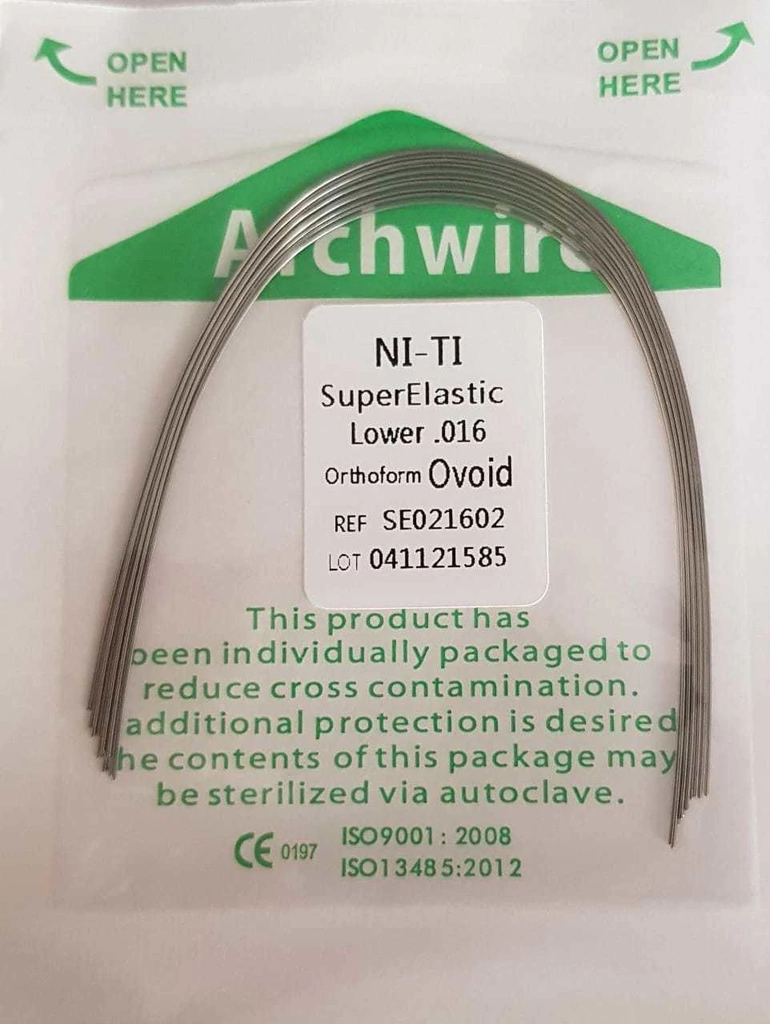 OPEN HERE
OPEN HERE
Archwire
NI-TI
SuperElastic
Lower .016
Orthoform Ovoid
REF SE021602
LOT 041121585
This product has
been individually packaged to
reduce cross contamination.
additional protection is desired
the contents of this package may
be sterilized via autoclave.
CE 0197 ISO9001: 2008
ISO13485:2012